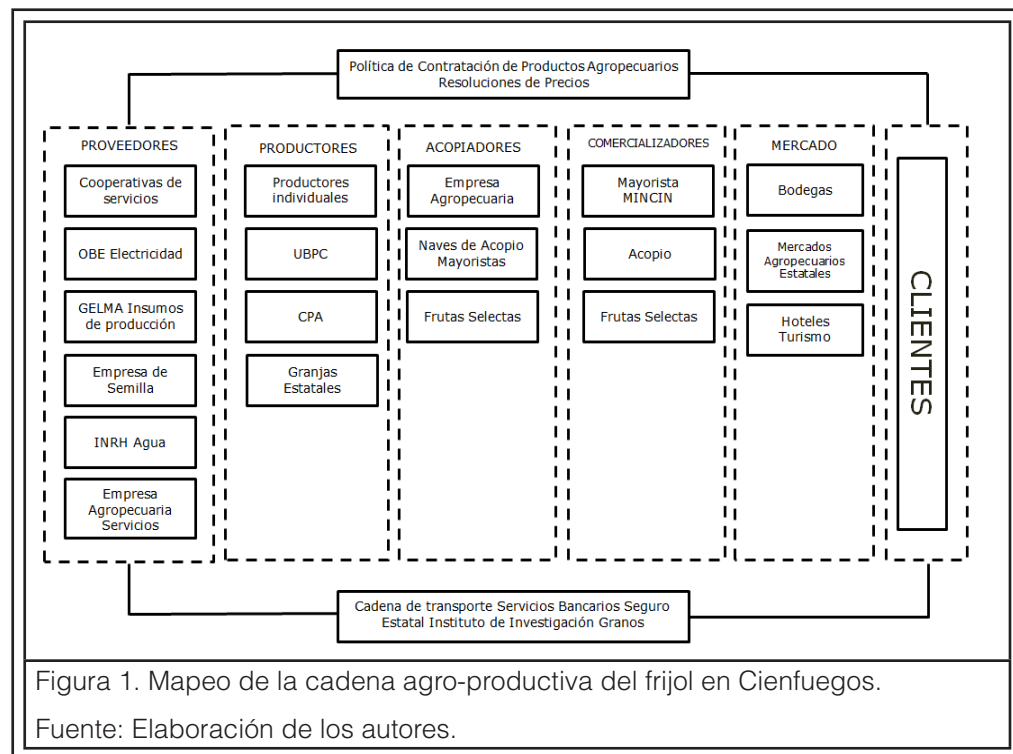 Política de Contratación de Productos Agropecuarios
Resoluciones de Precios
PROVEEDORES
Cooperativas de
servicios
OBE Electricidad
GELMA Insumos
de producción
Empresa de
Semilla
INRH Agua
Empresa
Agropecuaria
Servicios
PRODUCTORES
Productores
individuales
UBPC
CPA
Granjas
Estatales
ACOPIADORES
Empresa
Agropecuaria
Naves de Acopio
Mayoristas
Frutas Selectas
COMERCIALIZADORES
Mayorista
MINCIN
Acopio
Frutas Selectas
MERCADO
Bodegas
Mercados
Agropecuarios
Estatales
Hoteles
Turismo
CLIENTES
Cadena de transporte Servicios Bancarios Seguro
Estatal Instituto de Investigación Granos
Figura 1. Mapeo de la cadena agro-productiva del frijol en Cienfuegos.
Fuente: Elaboración de los autores.